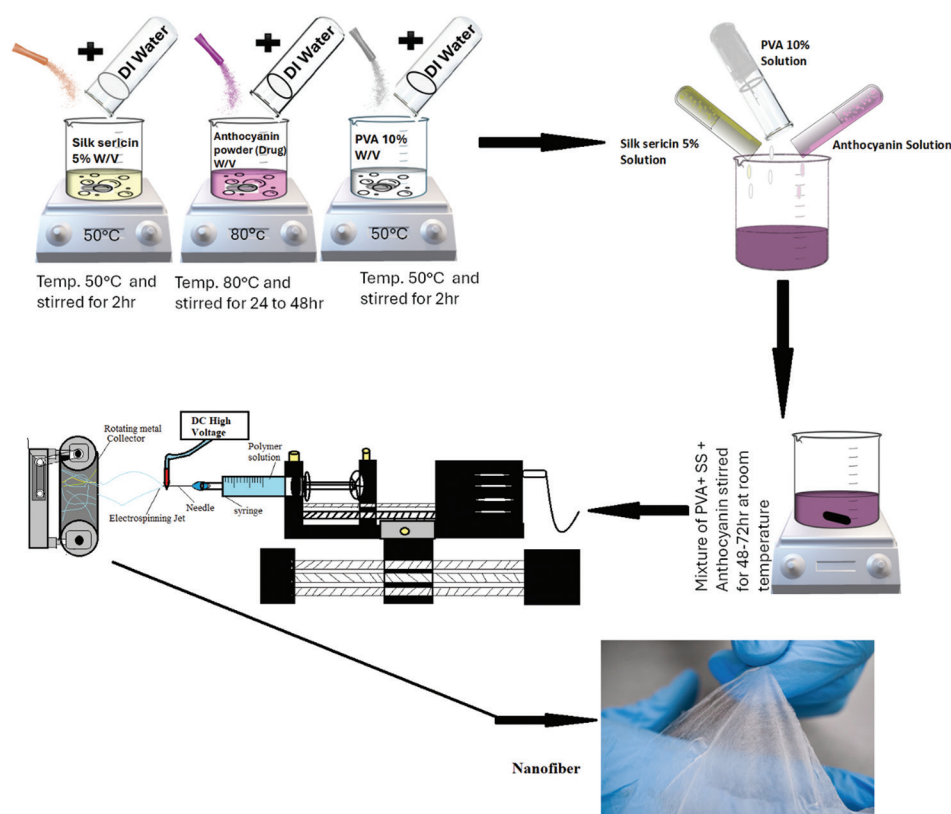 DI Water
DI Water
DI Water
Silk sericin
5% W/V
Anthocyanin
powder (Drug)
W/V
PVA 10%
W/V
50°C
80°c
50°C
Temp. 50°C and
stirred for 2hr
Temp. 80°C and
stirred for 24 to 48hr
Temp. 50°C and
stirred for 2hr
PVA 10%
Solution
Silk sericin 5%
Solution
Anthocyanin Solution
Mixture of PVA+ SS +
Anthocyanin stirred
for 48-72hr at room
temperature
Rotating metal
Collector
DC High
Voltage
Polymer
solution
Electrospinning Jet
Needle
syringe
Nanofiber